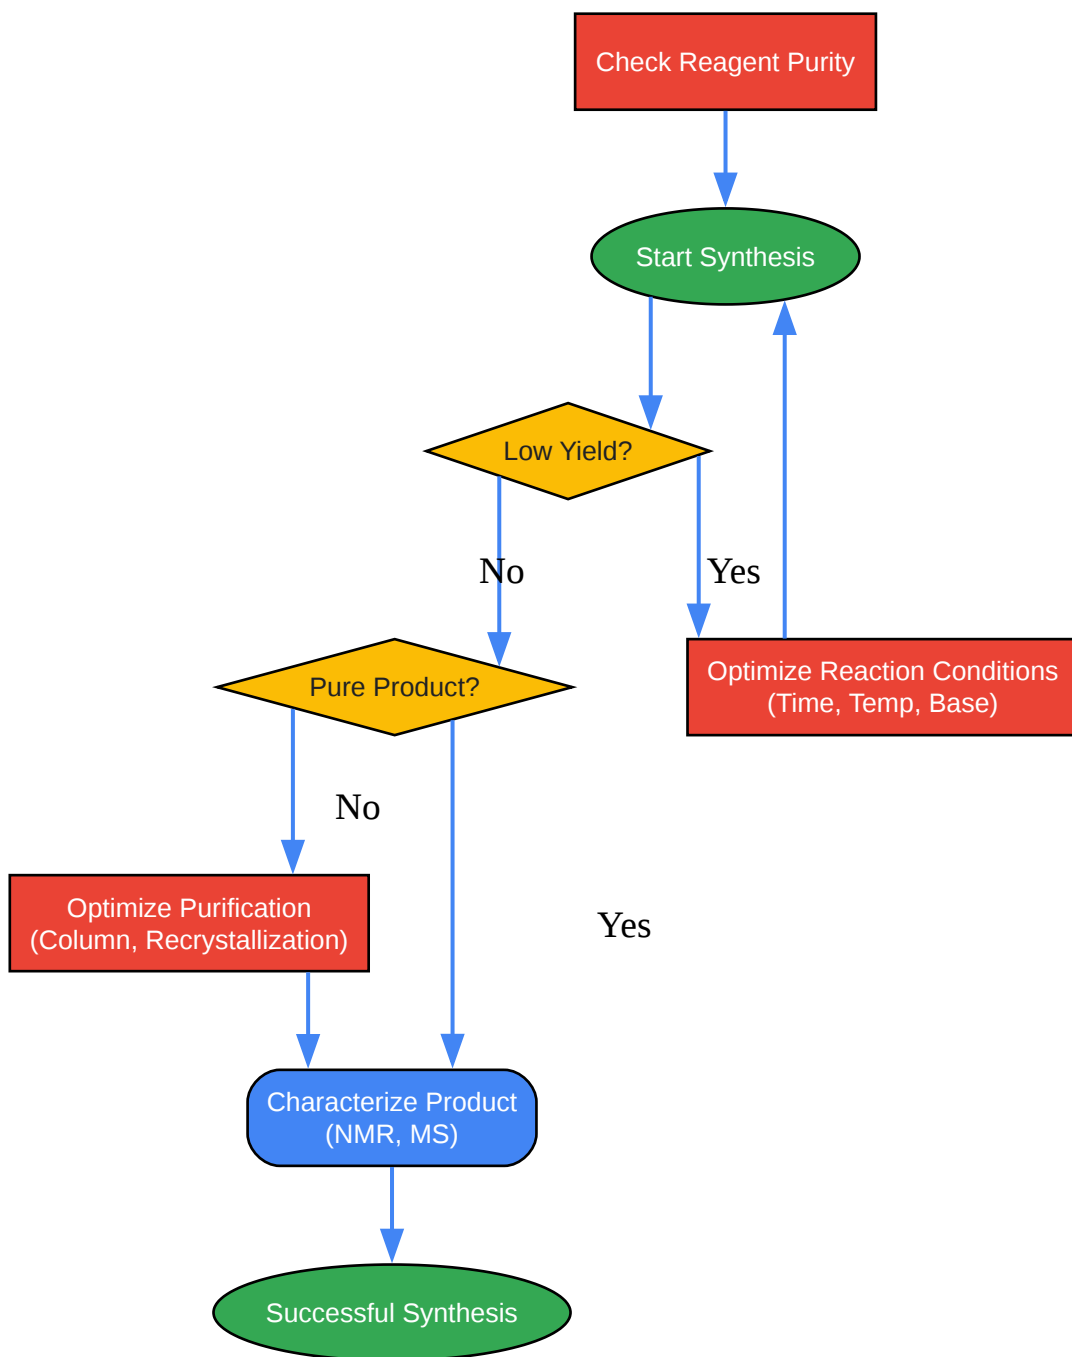 Check Reagent Purity
Start Synthesis
Low Yield?
No
Yes
Pure Product?
Optimize Reaction Conditions
(Time, Temp, Base)
No
Optimize Purification
(Column, Recrystallization)
Yes
Characterize Product
(NMR, MS)
Successful Synthesis